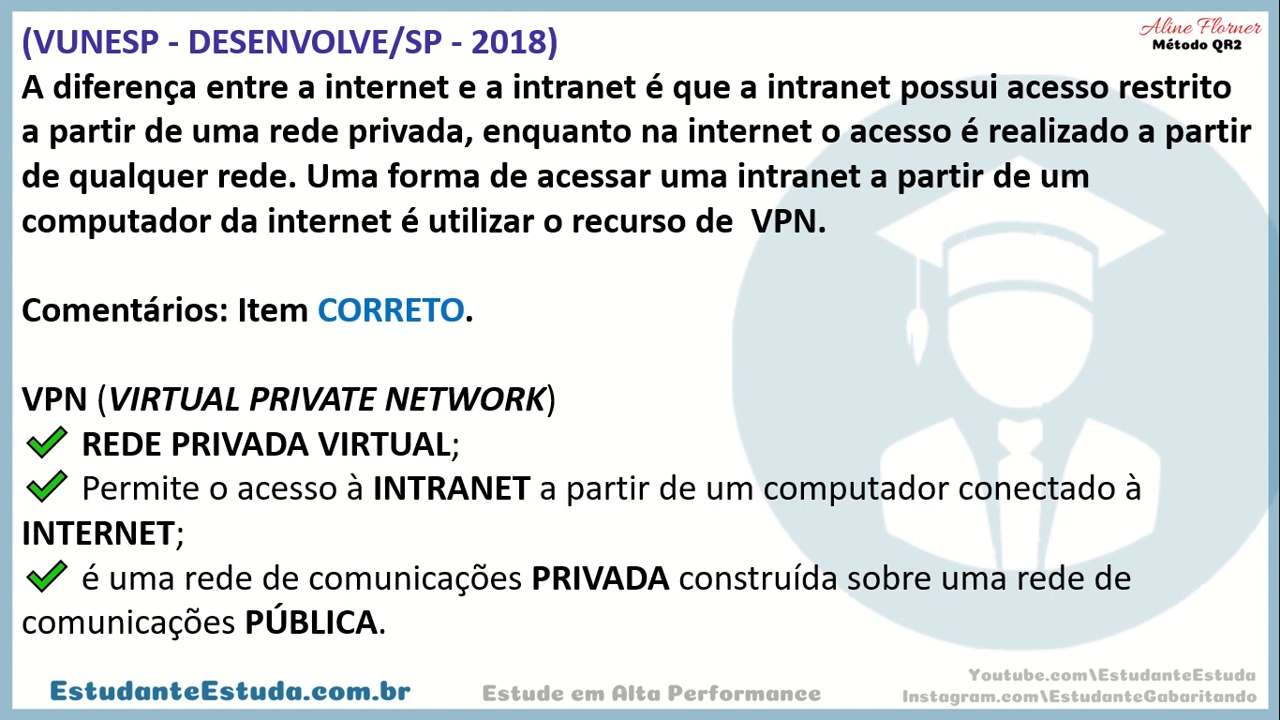 Aline Florner
Método QR2
(VUNESP - DESENVOLVE/SP - 2018)
A diferença entre a internet e a intranet é que a intranet possui acesso restrito
a partir de uma rede privada, enquanto na internet o acesso é realizado a partir
de qualquer rede. Uma forma de acessar uma intranet a partir de um
computador da internet é utilizar o recurso de VPN.
Comentários: Item CORRETO.
VPN (VIRTUAL PRIVATE NETWORK)
REDE PRIVADA VIRTUAL;
Permite o acesso à INTRANET a partir de um computador conectado à
INTERNET;
é uma rede de comunicações PRIVADA construída sobre uma rede de
comunicações PÚBLICA.
EstudanteEstuda.com.br
Estude em Alta Performance
Youtube.com\EstudanteEstuda
Instagram.com\EstudanteGabaritando